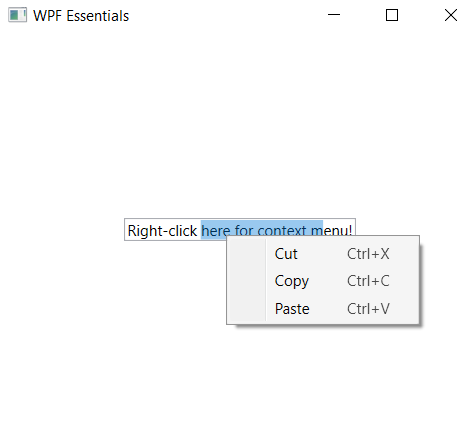 WPF Essentials
Right-click here for context menu!
Cut Ctrl+X
Copy Ctrl+C
Paste Ctrl+V